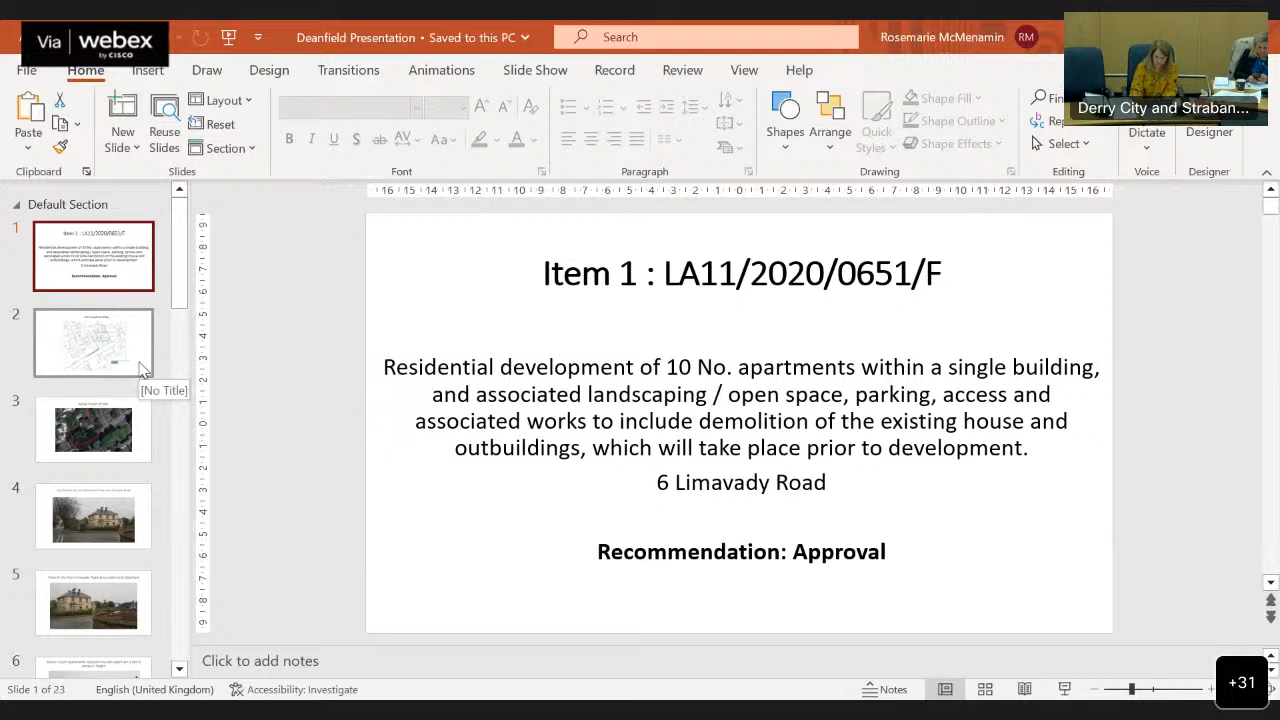 Via webex
by CISCO
Deanfield Presentation • Saved to this PC
Search
Rosemarie McMenamin
RM
File
Home
Insert
Draw
Design
Transitions
Animations
Slide Show
Record
Review
View
Help
Derry City and Straban...
Paste
New
Slide
Reuse
Slides
Layout
Reset
Section
Shapes
Arrange
Quick
Styles
Shape Fill
Shape Outline
Shape Effects
Select
Dictate
Designer
Clipboard
Slides
Font
Paragraph
Drawing
Editing
Voice
Designer
Default Section
1
2
[No Title]
3
4
5
6
Item 1 : LA11/2020/0651/F
Residential development of 10 No. apartments within a single building,
and associated landscaping / open space, parking, access and
associated works to include demolition of the existing house and
outbuildings, which will take place prior to development.
6 Limavady Road
Recommendation: Approval
Click to add notes
Slide 1 of 23
English (United Kingdom)
Accessibility: Investigate
Notes
+31